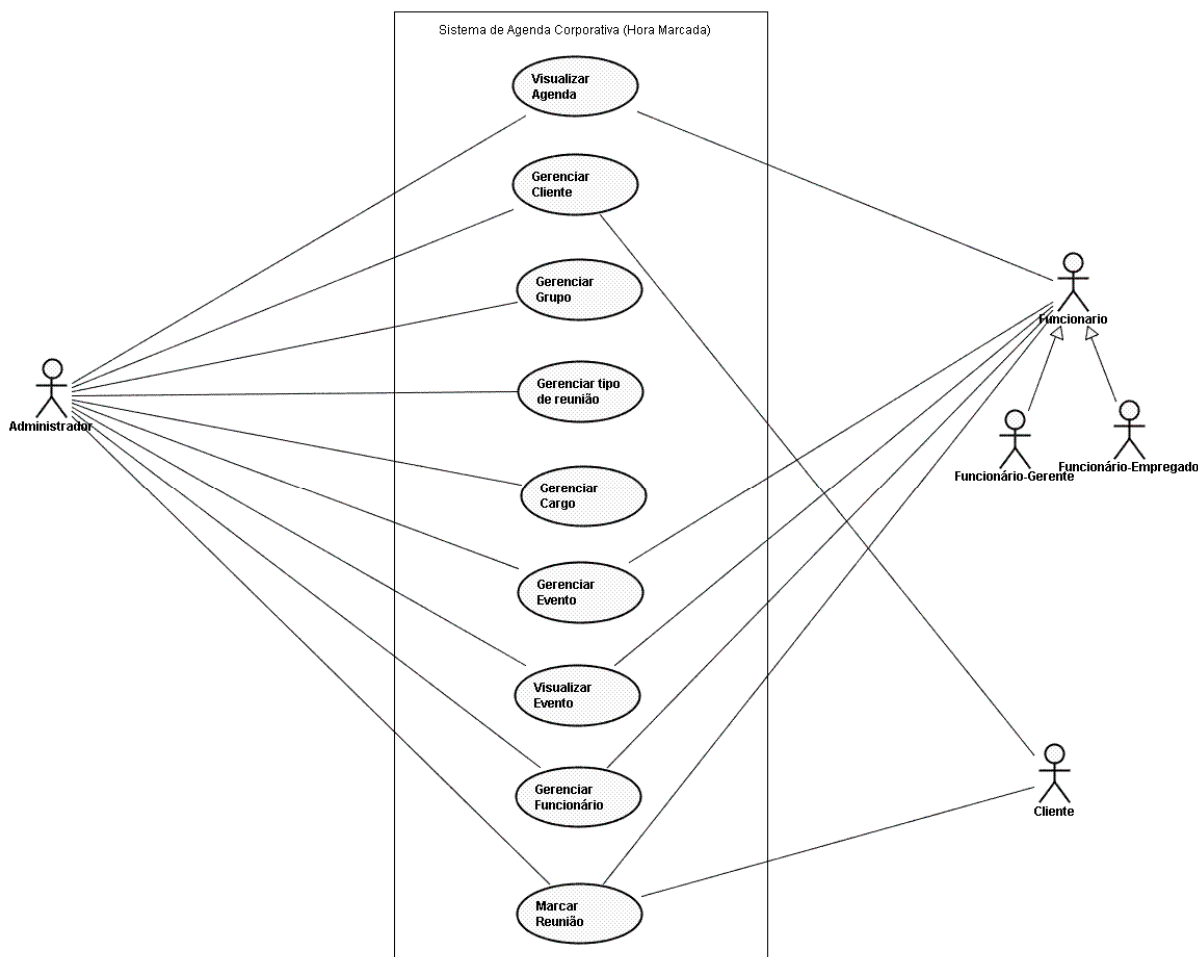 Sistema de Agenda Corporativa (Hora Marcada)
Visualizar
Agenda
Gerenciar
Cliente
Gerenciar
Grupo
Gerenciar tipo
de reunião
Gerenciar
Cargo
Gerenciar
Evento
Visualizar
Evento
Gerenciar
Funcionário
Marcar
Reunião
Administrador
Funcionario
Funcionário-Gerente
Funcionário-Empregado
Cliente